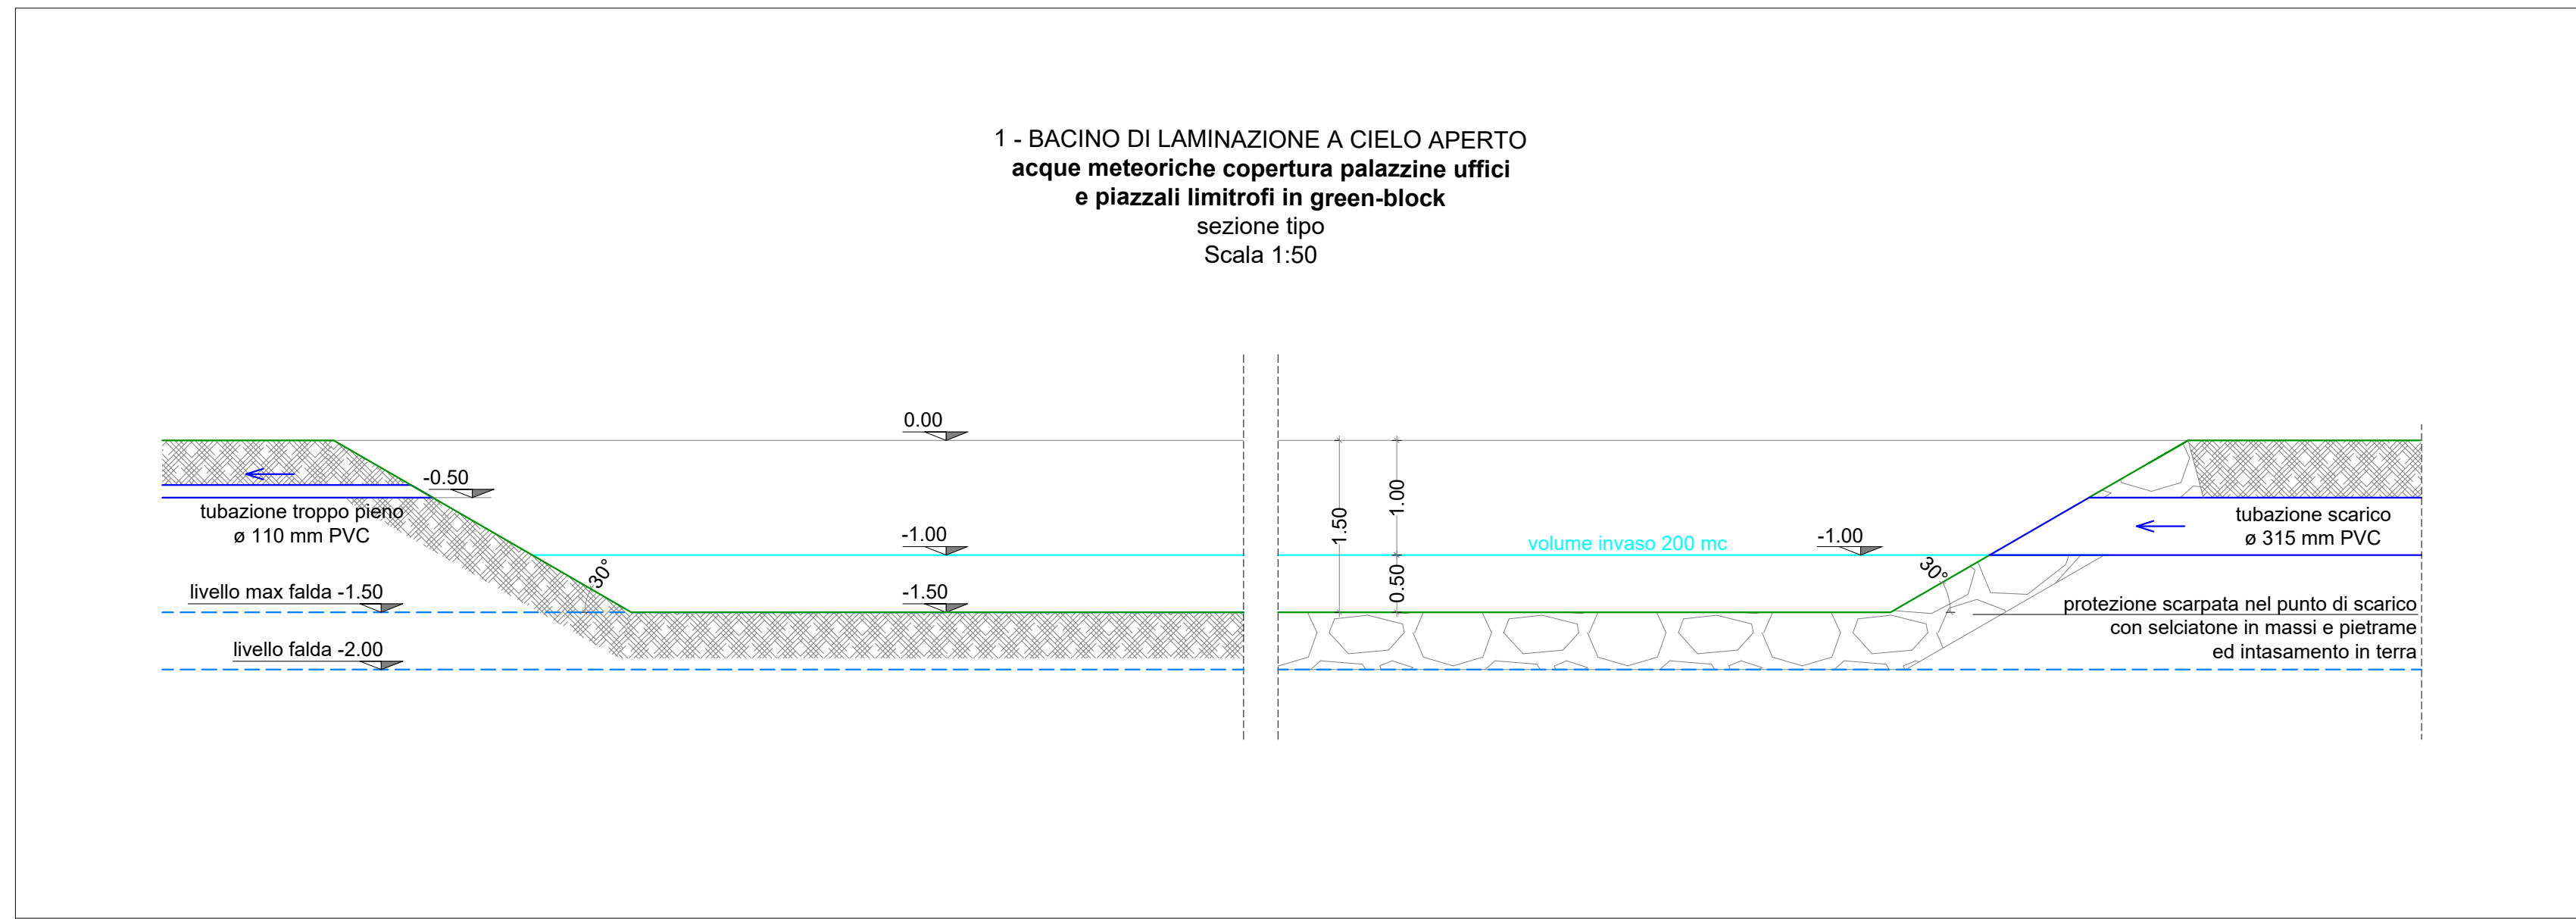 1 - BACINO DI LAMINAZIONE A CIELO APERTO
acque meteoriche copertura palazzine uffici
e piazzali limitrofi in green-block
sezione tipo
Scala 1:50
0.00
-0.50
tubazione troppo pieno
ø 110 mm PVC
-1.00
30°
livello max falda -1.50
-1.50
livello falda -2.00
1.50
1.00
0.50
volume invaso 200 mc
-1.00
30°
tubazione scarico
ø 315 mm PVC
protezione scarpata nel punto di scarico
con selciatone in massi e pietrame
ed intasamento in terra